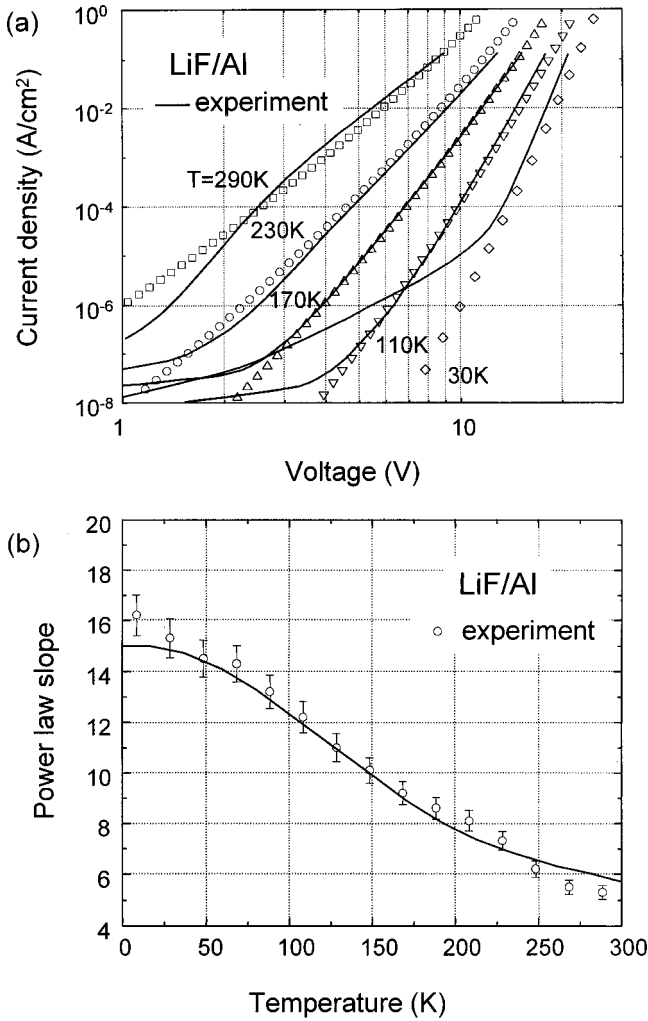 (a)
10⁰
10⁻²
10⁻⁴
10⁻⁶
10⁻⁸
Current density (A/cm²)
LiF/Al
experiment
T=290K
230K
170K
110K
30K
1
10
Voltage (V)
(b)
20
18
16
14
12
10
8
6
4
Power law slope
LiF/Al
experiment
0
50
100
150
200
250
300
Temperature (K)